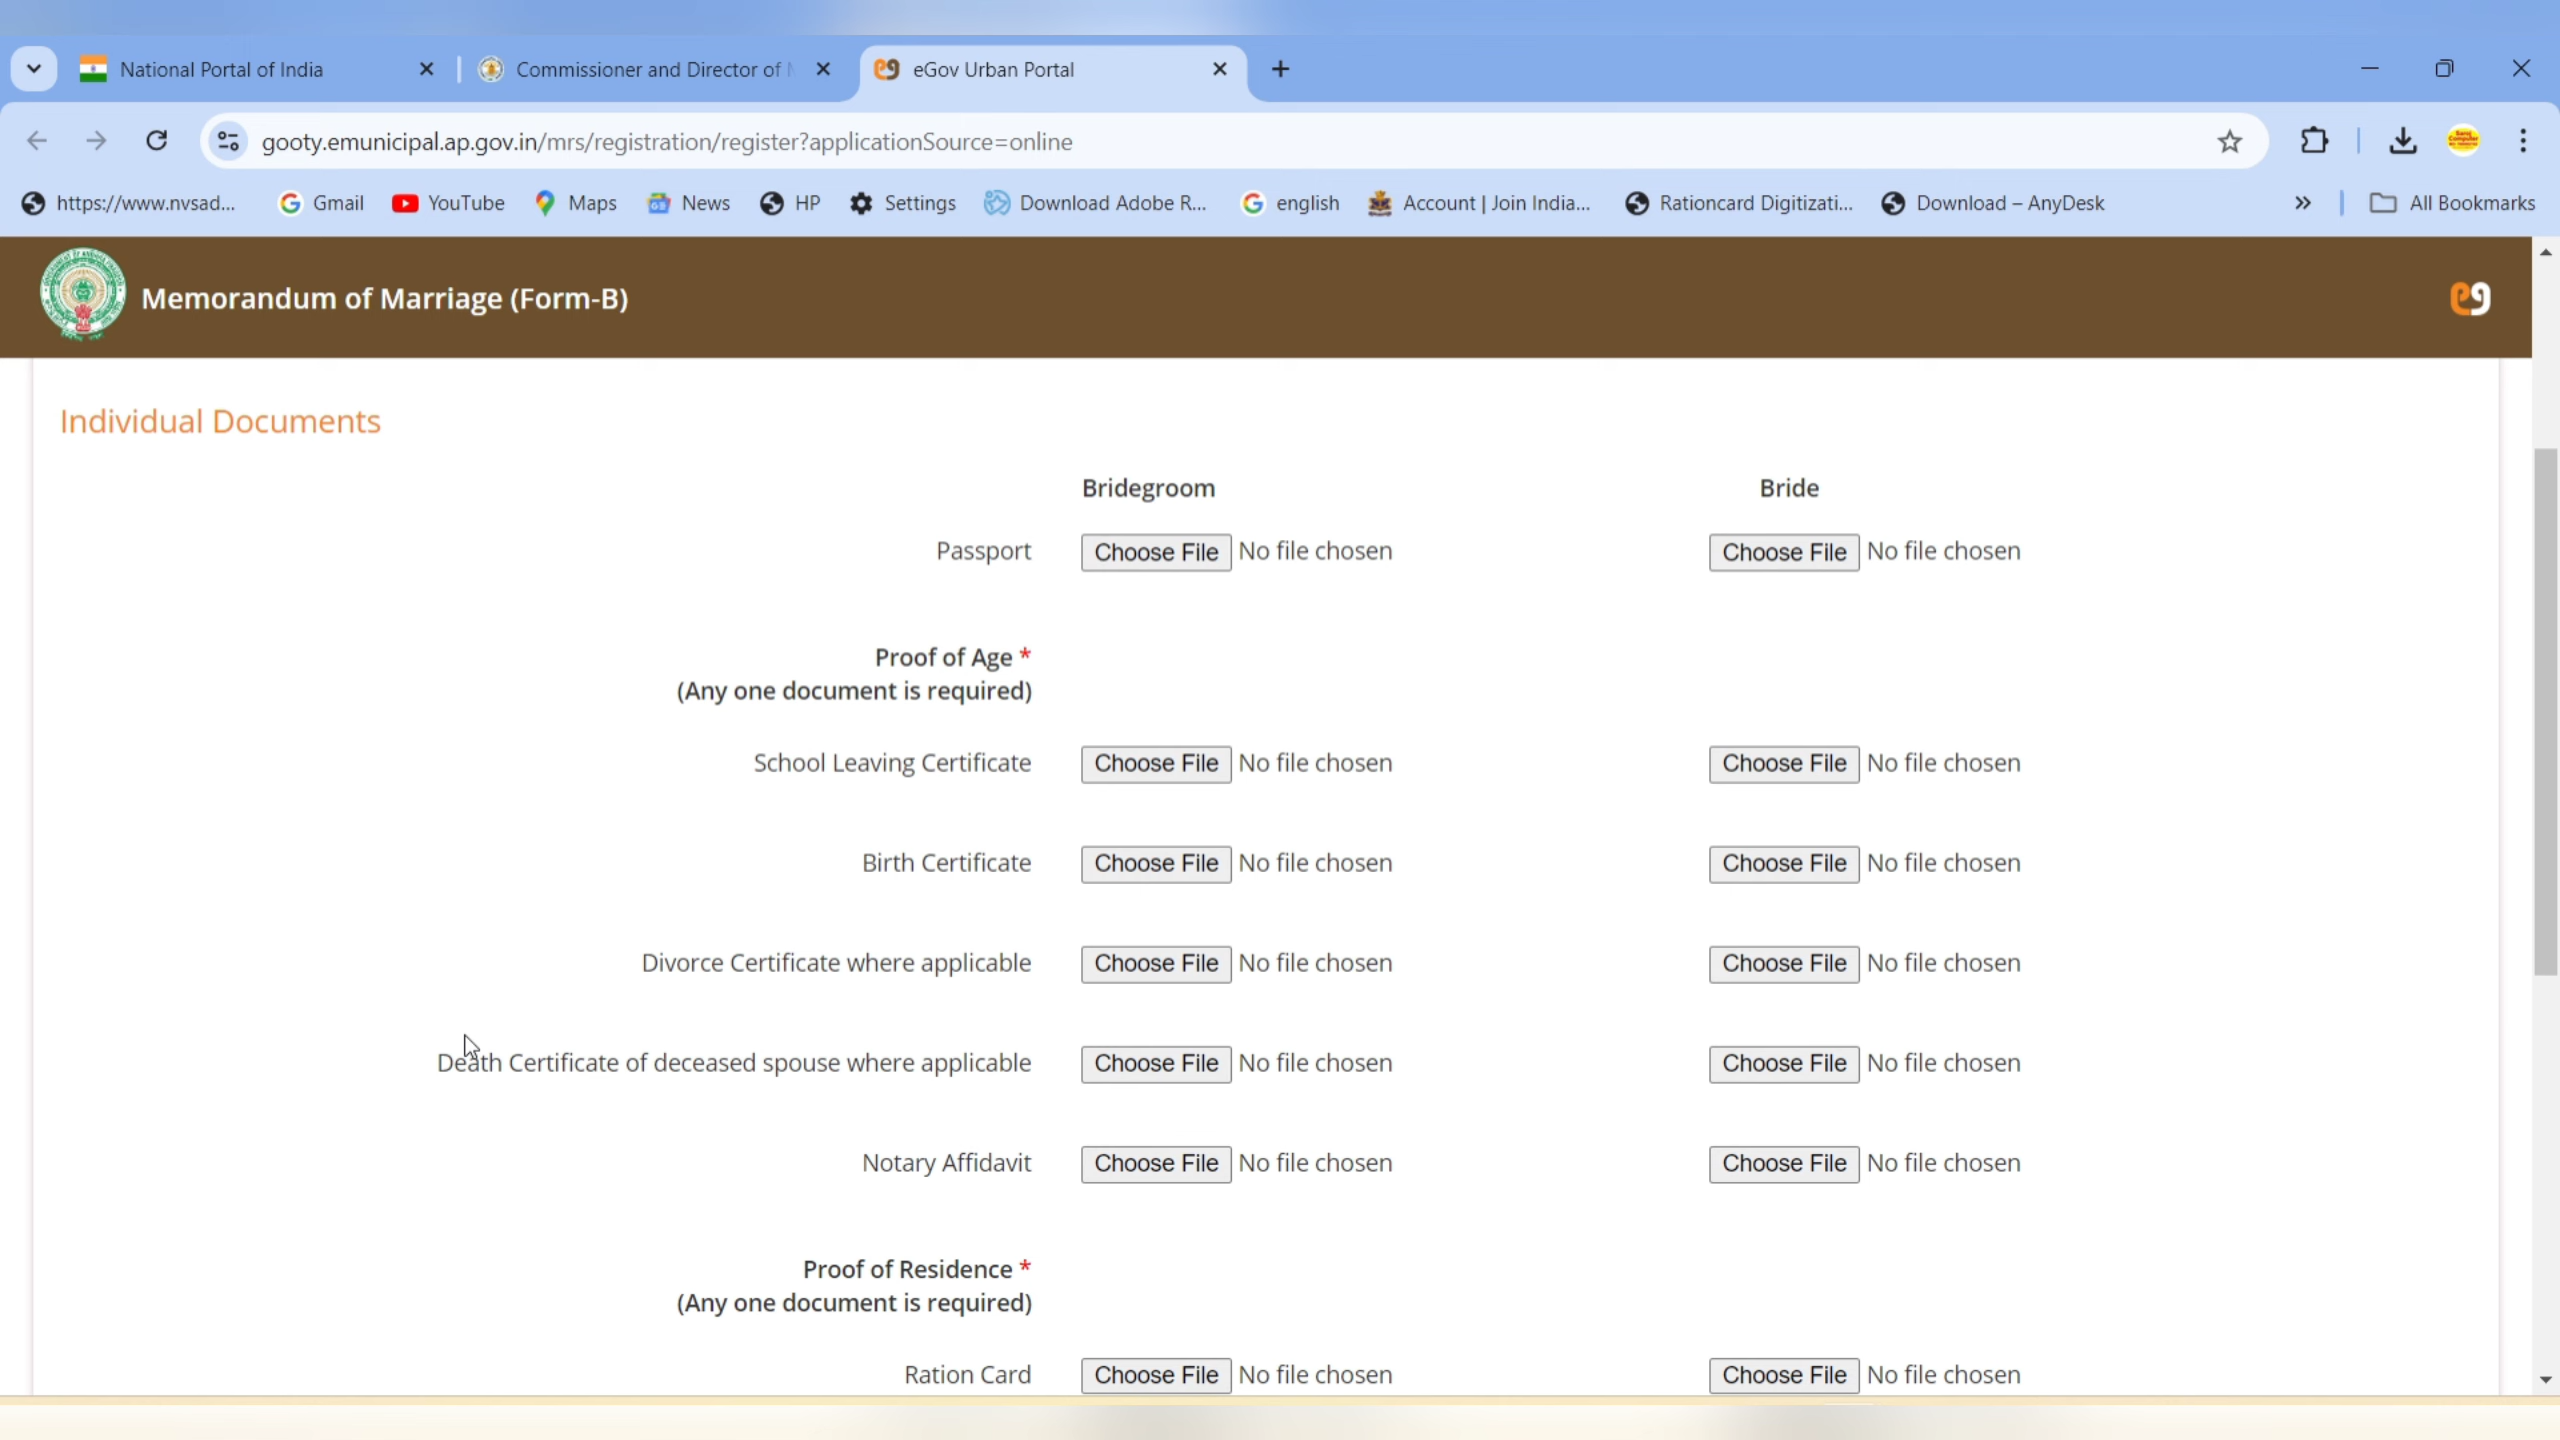 National Portal of India
Commissioner and Director of
eGov Urban Portal
gooty.emunicipal.ap.gov.in/mrs/registration/register?applicationSource=online
https://www.nvsad...
Gmail
YouTube
Maps
News
HP
Settings
Download Adobe R...
english
Account | Join India...
Rationcard Digitizati...
Download – AnyDesk
»
All Bookmarks
Memorandum of Marriage (Form-B)
Individual Documents
Bridegroom Bride
Passport Choose File No file chosen Choose File No file chosen
Proof of Age *
(Any one document is required)
School Leaving Certificate Choose File No file chosen Choose File No file chosen
Birth Certificate Choose File No file chosen Choose File No file chosen
Divorce Certificate where applicable Choose File No file chosen Choose File No file chosen
Death Certificate of deceased spouse where applicable Choose File No file chosen Choose File No file chosen
Notary Affidavit Choose File No file chosen Choose File No file chosen
Proof of Residence *
(Any one document is required)
Ration Card Choose File No file chosen Choose File No file chosen